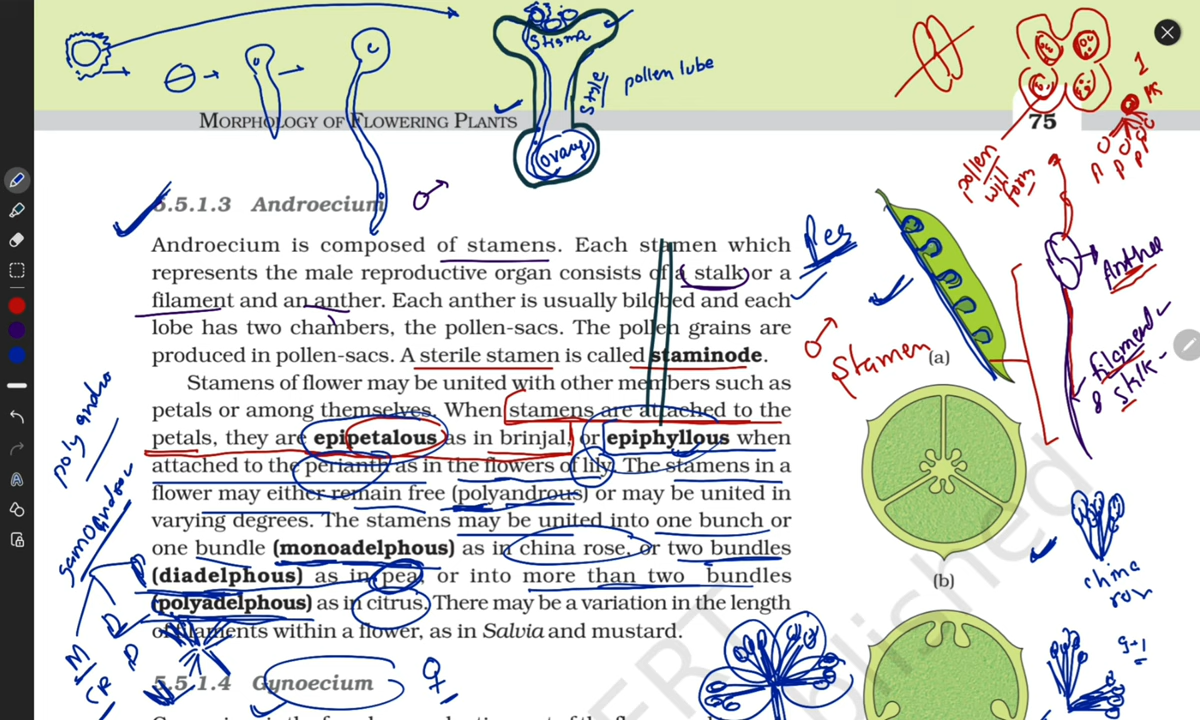 Stigma
Style
pollen lube
ovary
1
PK
MORPHOLOGY OF FLOWERING PLANTS
75
pollen
will
form
5.5.1.3 Androecium
Androecium is composed of stamens. Each stamen which
represents the male reproductive organ consists of a stalk or a
filament and an anther. Each anther is usually bilobed and each
lobe has two chambers, the pollen-sacs. The pollen grains are
produced in pollen-sacs. A sterile stamen is called staminode.
Stamens of flower may be united with other members such as
petals or among themselves. When stamens are attached to the
petals, they are epipetalous as in brinjal, or epiphyllous when
attached to the perianth as in the flowers of lily. The stamens in a
flower may either remain free (polyandrous) or may be united in
varying degrees. The stamens may be united into one bunch or
one bundle (monoadelphous) as in china rose, or two bundles
(diadelphous) as in pea, or into more than two bundles
(polyadelphous) as in citrus. There may be a variation in the length
of filaments within a flower, as in Salvia and mustard.
5.5.1.4 Gynoecium
Pea
♂
stamen
Anther
filament
& stalk
(a)
(b)
china
9+1
poly andro
M
CR
D
P